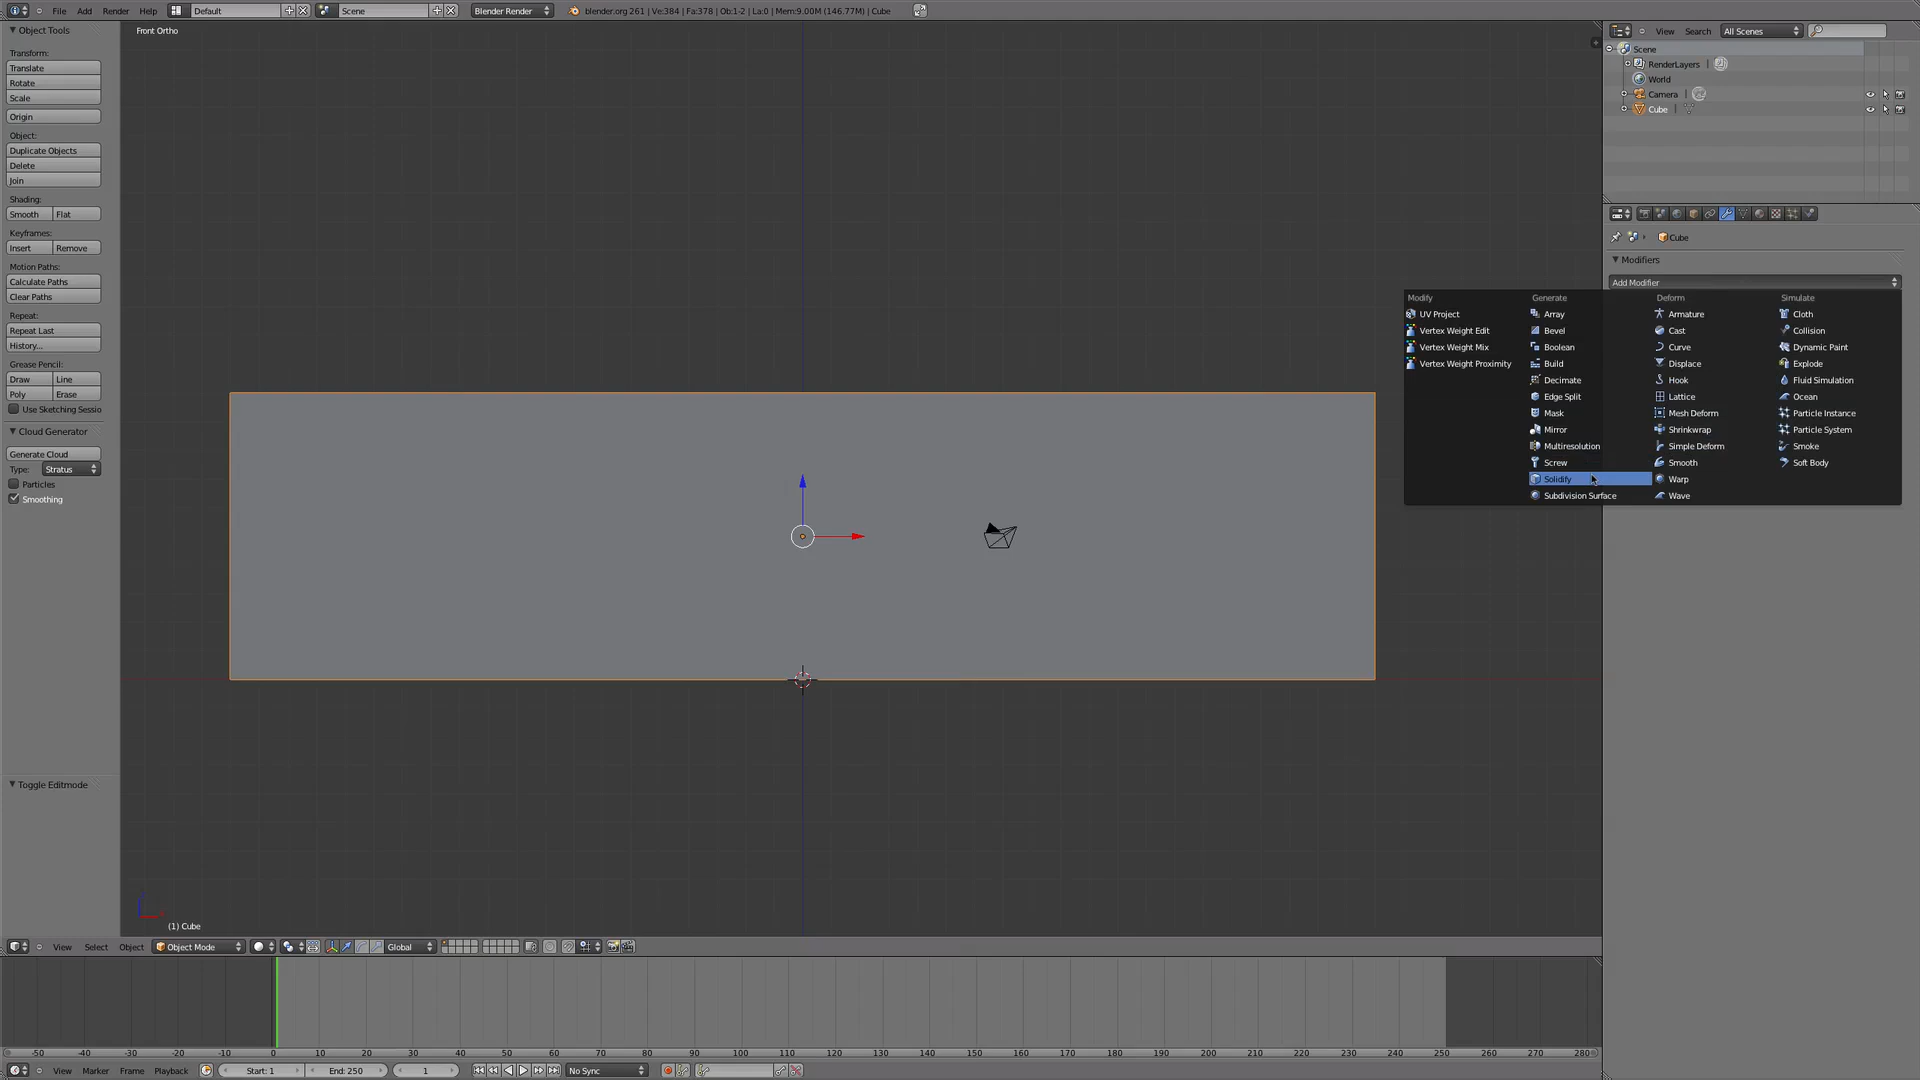 File Add Render Help Default Scene Blender Render blender.org 261 | Ve:384 | Fa:378 | Ob:1-2 | La:0 | Mem:9.00M (146.77M) | Cube
Object Tools
Transform:
Translate
Rotate
Scale
Origin
Object:
Duplicate Objects
Delete
Join
Shading:
Smooth Flat
Keyframes:
Insert Remove
Motion Paths:
Calculate Paths
Clear Paths
Repeat:
Repeat Last
History...
Grease Pencil:
Draw Line
Poly Erase
Use Sketching Sessio
Cloud Generator
Generate Cloud
Type: Stratus
Particles
Smoothing
Toggle Editmode
Front Ortho
(1) Cube
View Search All Scenes
Scene
RenderLayers |
World
Camera |
Cube |
Cube
Modifiers
Add Modifier
Modify
UV Project
Vertex Weight Edit
Vertex Weight Mix
Vertex Weight Proximity
Generate
Array
Bevel
Boolean
Build
Decimate
Edge Split
Mask
Mirror
Multiresolution
Screw
Solidify
Subdivision Surface
Deform
Armature
Cast
Curve
Displace
Hook
Lattice
Mesh Deform
Shrinkwrap
Simple Deform
Smooth
Warp
Wave
Simulate
Cloth
Collision
Dynamic Paint
Explode
Fluid Simulation
Ocean
Particle Instance
Particle System
Smoke
Soft Body
View Select Object Object Mode Global
-50 -40 -30 -20 -10 0 10 20 30 40 50 60 70 80 90 100 110 120 130 140 150 160 170 180 190 200 210 220 230 240 250 260 270 280
View Marker Frame Playback Start: 1 End: 250 1 No Sync